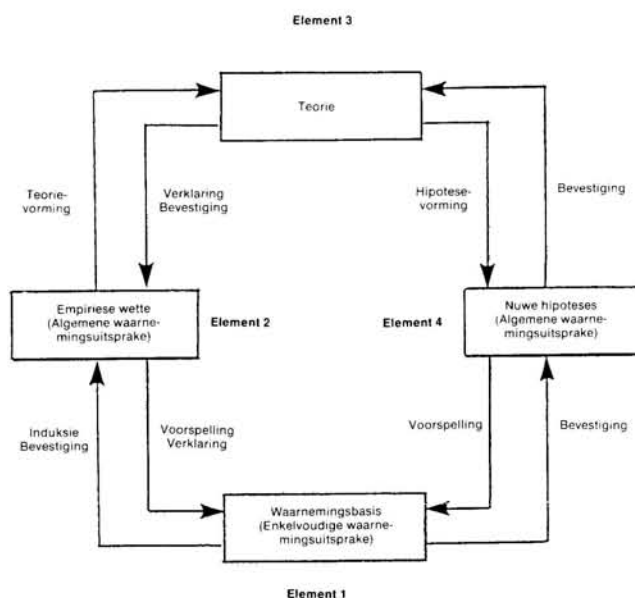 Element 3
Teorie
Teorie-
vorming
Verklaring
Bevestiging
Hipotese-
vorming
Bevestiging
Empiriese wette
(Algemene waarne-
mingsuitsprake)
Element 2
Element 4
Nuwe hipoteses
(Algemene waarne-
mingsuitsprake)
Induksie
Bevestiging
Voorspelling
Verklaring
Voorspelling
Bevestiging
Waarnemingsbasis
(Enkelvoudige waarne-
mingsuitsprake)
Element 1